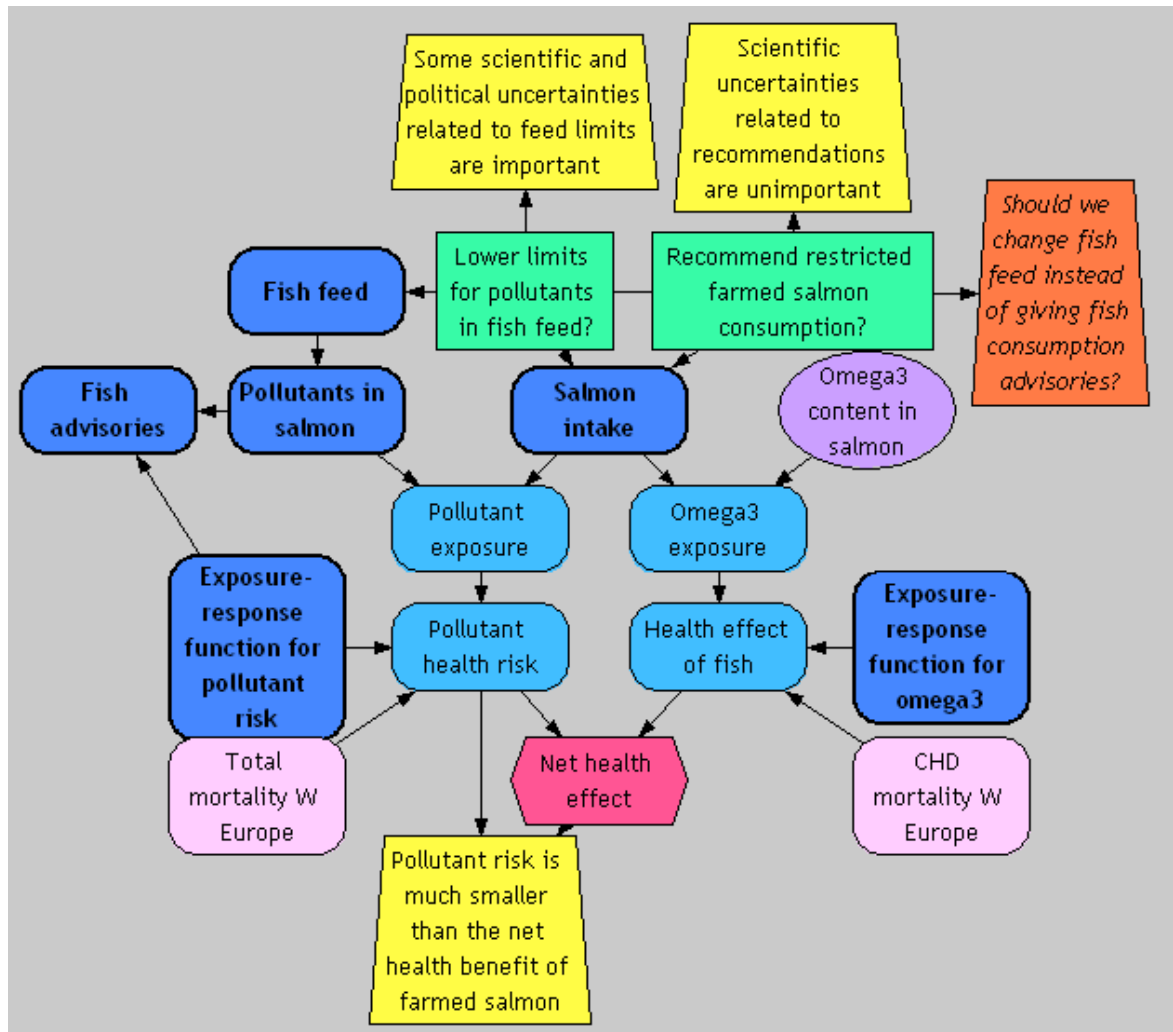 Some scientific and
political uncertainties
related to feed limits
are important
Scientific
uncertainties
related to
recommendations
are unimportant
Should we
change fish
feed instead
of giving fish
consumption
advisories?
Lower limits
for pollutants
in fish feed?
Recommend restricted
farmed salmon
consumption?
Fish feed
Fish
advisories
Pollutants in
salmon
Salmon
intake
Omega3
content in
salmon
Pollutant
exposure
Omega3
exposure
Exposure-
response
function for
pollutant
risk
Pollutant
health risk
Health effect
of fish
Exposure-
response
function for
omega3
Total
mortality W
Europe
Net health
effect
CHD
mortality W
Europe
Pollutant risk is
much smaller
than the net
health benefit of
farmed salmon